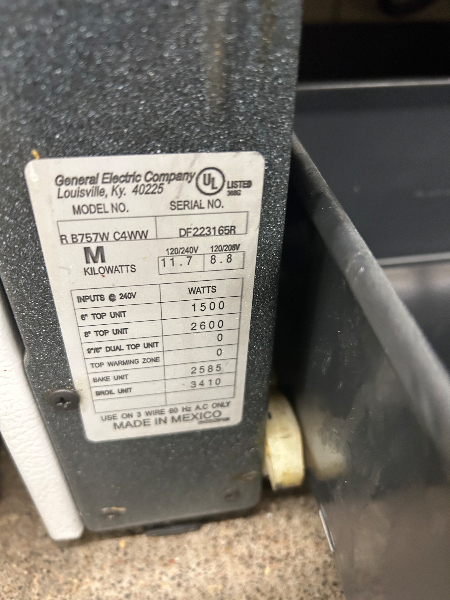 General Electric Company
Louisville, Ky. 40225
UL LISTED
MODEL NO. SERIAL NO.
R B757W C4WW DF223165R
M
KILOWATTS
120/240V 120/208V
11.7 8.8
INPUTS @ 240V WATTS
6" TOP UNIT 1500
8" TOP UNIT 2600
9"/6" DUAL TOP UNIT 0
TOP WARMING ZONE 0
BAKE UNIT 2585
BROIL UNIT 3410
USE ON 3 WIRE 60 Hz A.C ONLY
MADE IN MEXICO